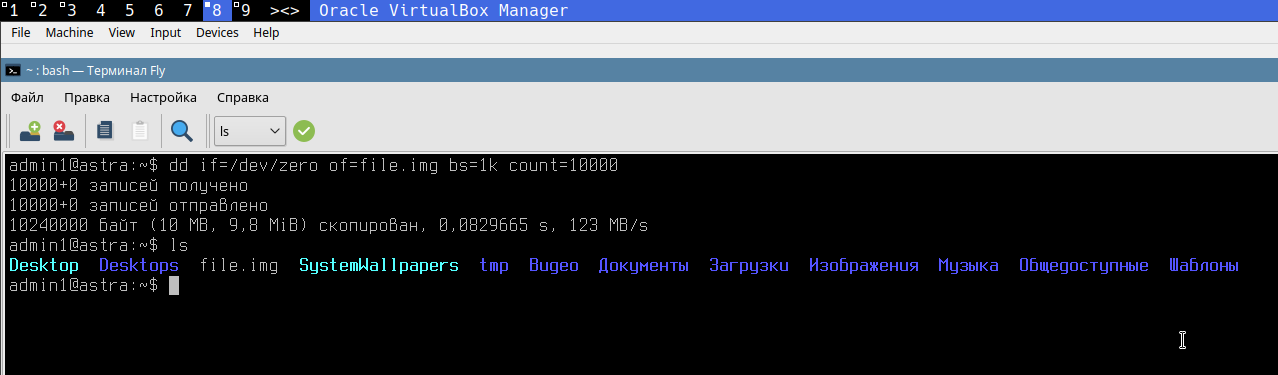 1 2 3 4 5 6 7 8 9 ><> Oracle VirtualBox Manager
File Machine View Input Devices Help
~ : bash — Терминал Fly
Файл Правка Настройка Справка
ls
admin1@astra:~$ dd if=/dev/zero of=file.img bs=1k count=10000
10000+0 записей получено
10000+0 записей отправлено
10240000 байт (10 MB, 9,8 MiB) скопирован, 0,0829665 s, 123 MB/s
admin1@astra:~$ ls
Desktop Desktops file.img SystemWallpapers tmp Видео Документы Загрузки Изображения Музыка Общедоступные Шаблоны
admin1@astra:~$